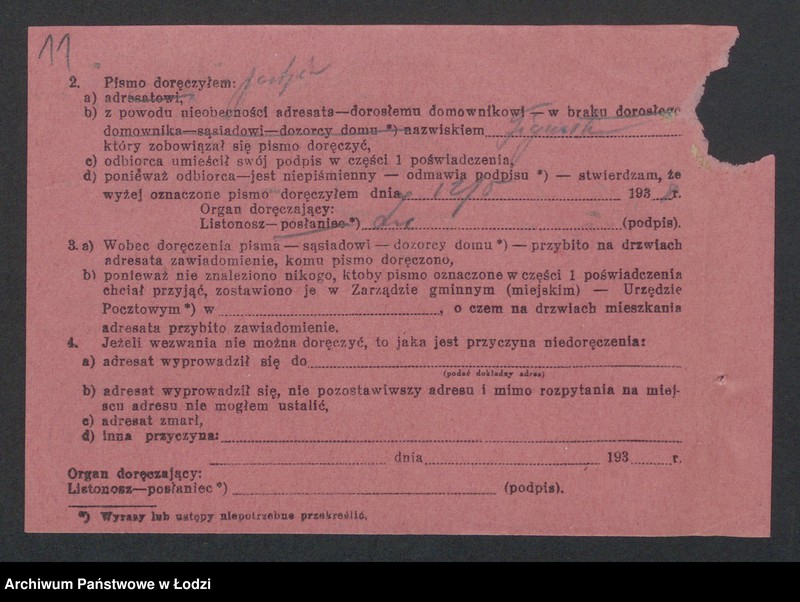 11
2. Pismo doręczyłem:
a) adresatowi,
b) z powodu nieobecności adresata—dorosłemu domownikowi — w braku dorosłego
domownika—sąsiadowi—dozorcy domu *) nazwiskiem
który zobowiązał się pismo doręczyć,
c) odbiorca umieścił swój podpis w części 1 poświadczenia,
d) ponieważ odbiorca—jest niepiśmienny — odmawia podpisu *) — stwierdzam, że
wyżej oznaczone pismo doręczyłem dnia 12/5 193 8 r.
Organ doręczający:
Listonosz—posłaniec *) (podpis).
3. a) Wobec doręczenia pisma — sąsiadowi — dozorcy domu *) — przybito na drzwiach
adresata zawiadomienie, komu pismo doręczono,
b) ponieważ nie znaleziono nikogo, ktoby pismo oznaczone w części 1 poświadczenia
chciał przyjąć, zostawiono je w Zarządzie gminnym (miejskim) — Urzędzie
Pocztowym *) w , o czem na drzwiach mieszkania
adresata przybito zawiadomienie.
4. Jeżeli wezwania nie można doręczyć, to jaka jest przyczyna niedoręczenia:
a) adresat wyprowadził się do
(podać dokładny adres)
b) adresat wyprowadził się, nie pozostawiwszy adresu i mimo rozpytania na miej-
scu adresu nie mogłem ustalić,
c) adresat zmarł,
d) inna przyczyna:
dnia 193 r.
Organ doręczający:
Listonosz—posłaniec *) (podpis).
*) Wyrazy lub ustępy niepotrzebne przekreślić.
Archiwum Państwowe w Łodzi